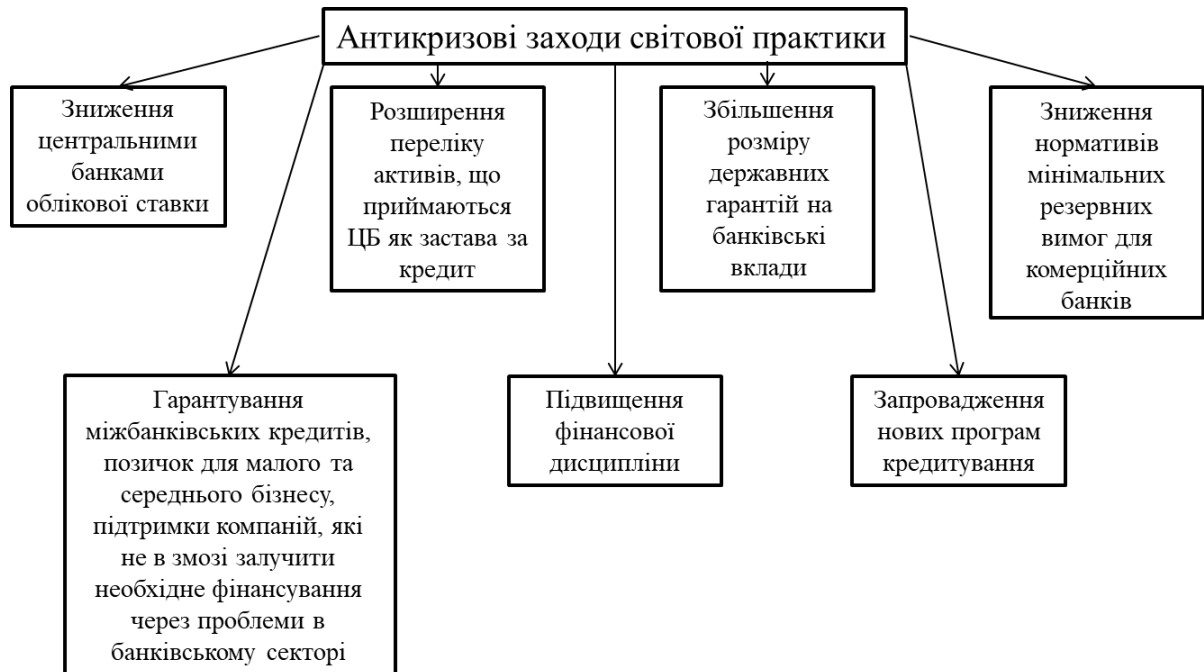 Антикризові заходи світової практики
Зниження
центральними
банками
облікової ставки
Розширення
переліку
активів, що
приймаються
ЦБ як застава за
кредит
Збільшення
розміру
державних
гарантій на
банківські
вклади
Зниження
нормативів
мінімальних
резервних
вимог для
комерційних
банків
Гарантування
міжбанківських кредитів,
позичок для малого та
середнього бізнесу,
підтримки компаній, які
не в змозі залучити
необхідне фінансування
через проблеми в
банківському секторі
Підвищення
фінансової
дисципліни
Запровадження
нових програм
кредитування